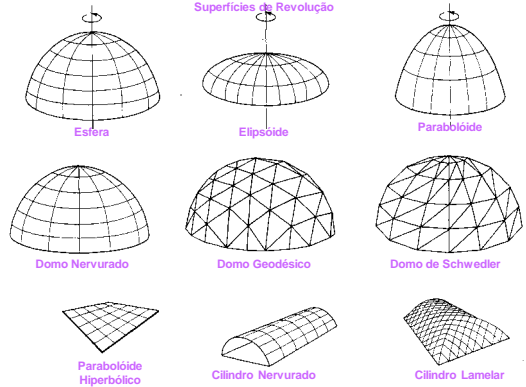 Superfícies de Revolução
Esfera
Elipsóide
Parabolóide
Domo Nervurado
Domo Geodésico
Domo de Schwedler
Parabolóide
Hiperbólico
Cilindro Nervurado
Cilindro Lamelar